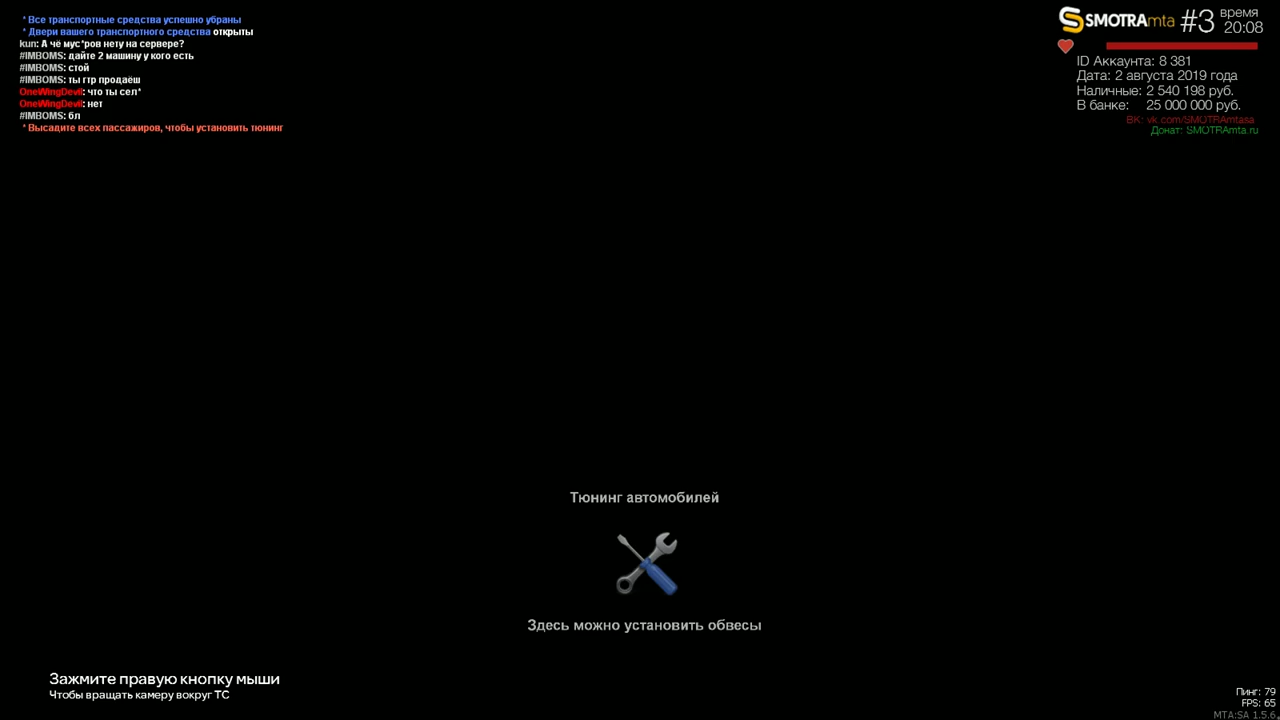 * Все транспортные средства успешно убраны
* Двери вашего транспортного средства открыты
kun: А чё мус*ров нету на сервере?
#IMBOMS: дайте 2 машину у кого есть
#IMBOMS: стой
#IMBOMS: ты гтр продаёш
OneWingDevil: что ты сел*
OneWingDevil: нет
#IMBOMS: бл
* Высадите всех пассажиров, чтобы установить тюнинг
SMOTRAmta #3
время
20:08
ID Аккаунта: 8 381
Дата: 2 августа 2019 года
Наличные: 2 540 198 руб.
В банке: 25 000 000 руб.
ВК: vk.com/SMOTRAmtasa
Донат: SMOTRAmta.ru
Тюнинг автомобилей
Здесь можно установить обвесы
Зажмите правую кнопку мыши
Чтобы вращать камеру вокруг ТС
Пинг: 79
FPS: 65
MTA:SA 1.5.6